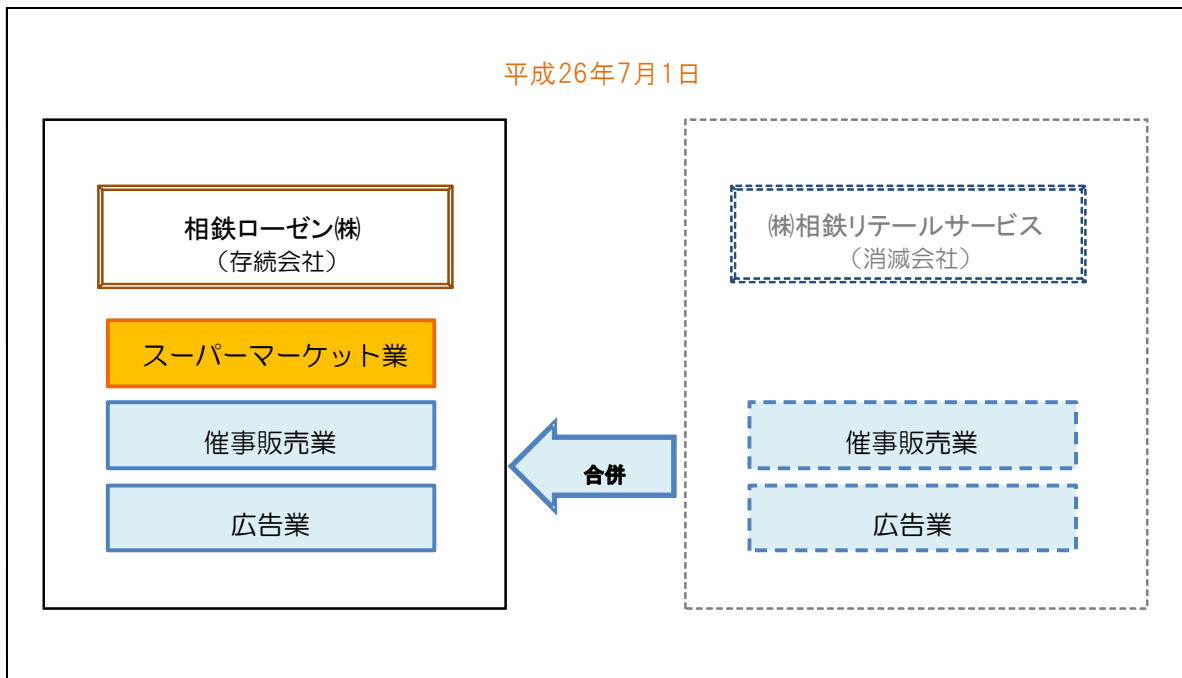 平成26年7月1日
相鉄ローゼン㈱
（存続会社）
スーパーマーケット業
催事販売業
広告業
合併
㈱相鉄リテールサービス
（消滅会社）
催事販売業
広告業